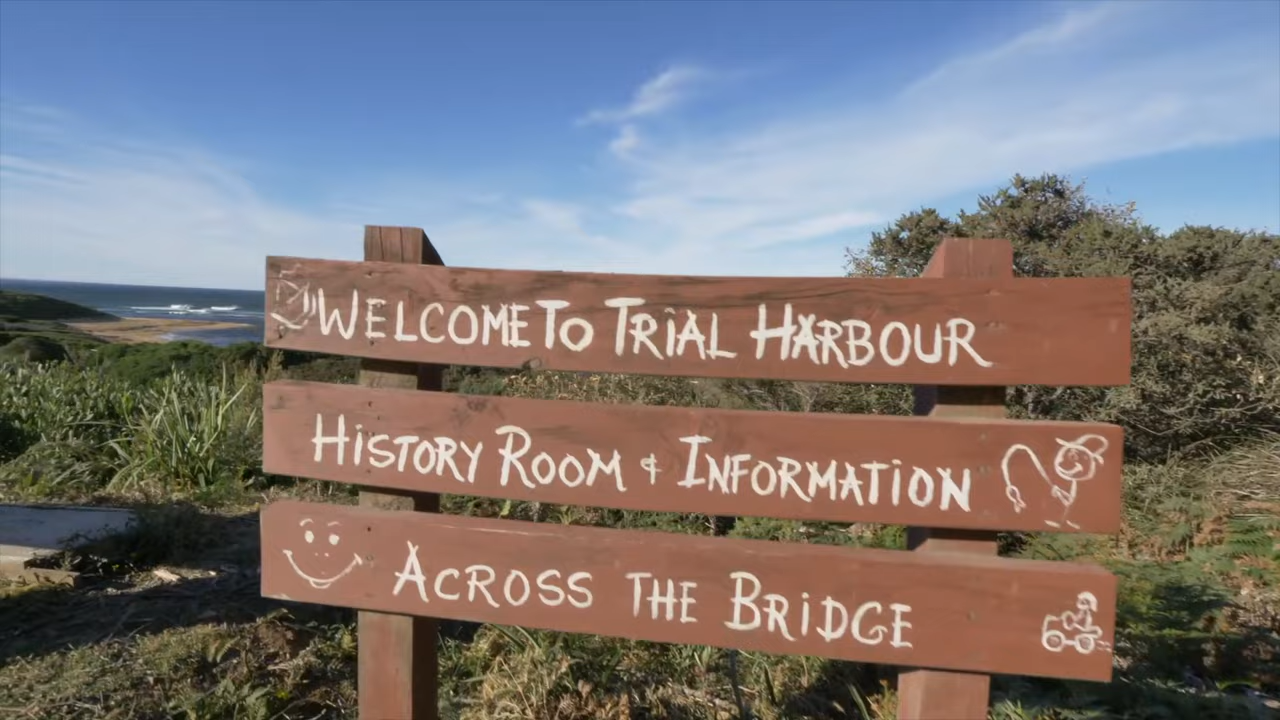 WELCOME TO TRIAL HARBOUR
HISTORY ROOM & INFORMATION
ACROSS THE BRIDGE